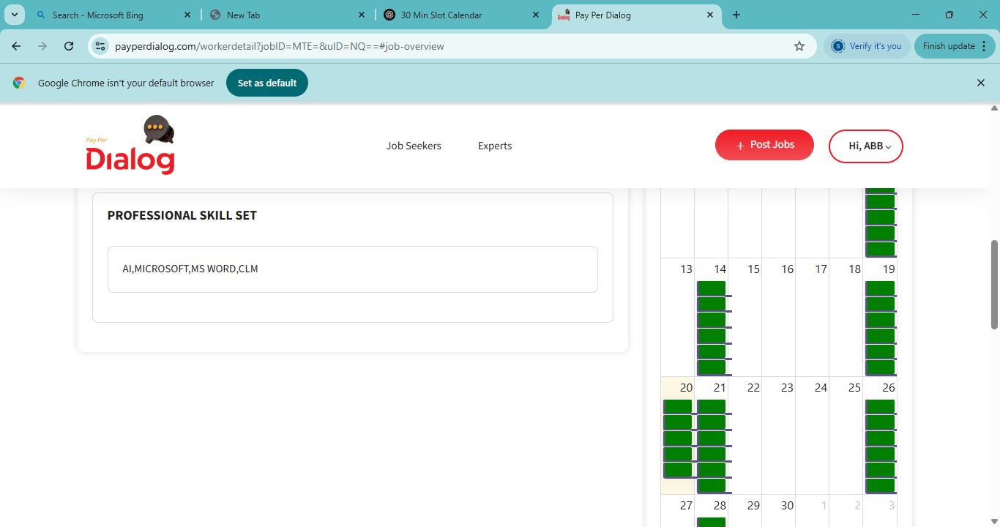 Search - Microsoft Bing
New Tab
30 Min Slot Calendar
Pay Per Dialog
payperdialog.com/workerdetail?jobID=MTE=&uID=NQ==#job-overview
S
Verify it's you
Finish update
Google Chrome isn't your default browser
Set as default
Pay Per
Dialog
Job Seekers
Experts
+ Post Jobs
Hi, ABB
PROFESSIONAL SKILL SET
AI,MICROSOFT,MS WORD,CLM
13 14 15 16 17 18 19
20 21 22 23 24 25 26
27 28 29 30 1 2 3